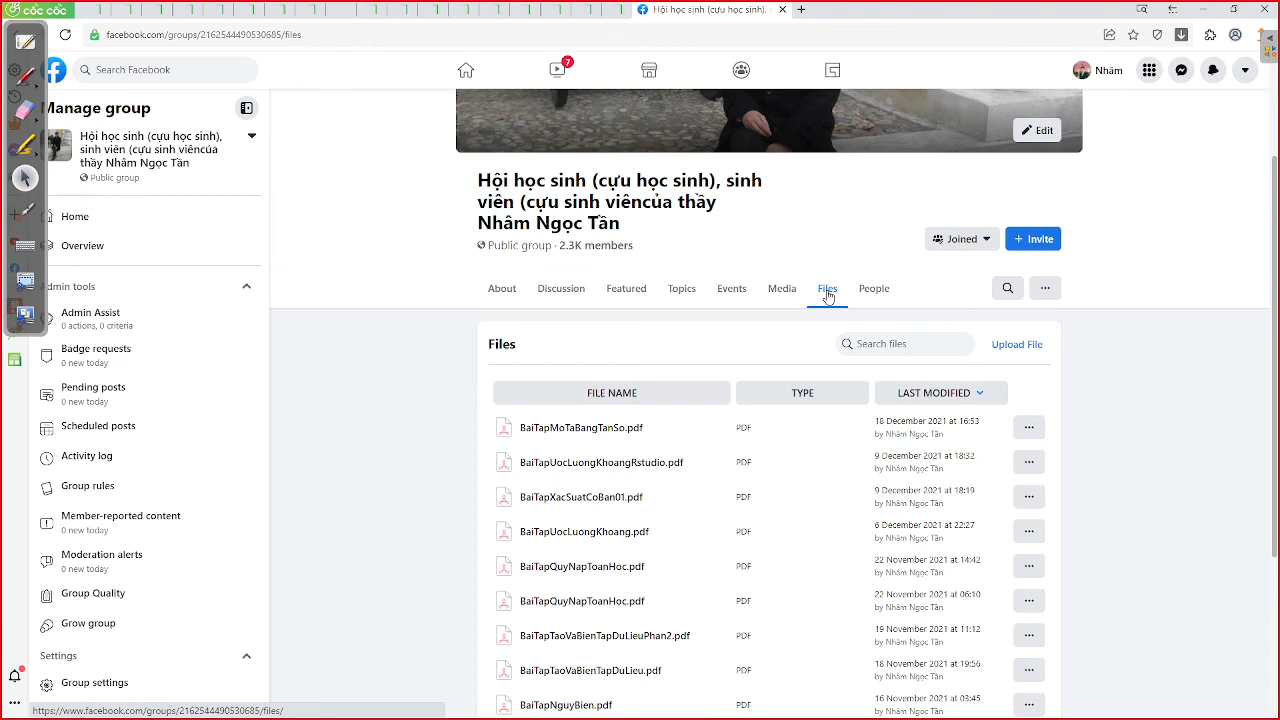 cốc cốc
Hội học sinh (cựu học sinh).
facebook.com/groups/2162544490530685/files
Search Facebook
7
Nhâm
Manage group
Hội học sinh (cựu học sinh),
sinh viên (cựu sinh viêncủa
thầy Nhâm Ngọc Tần
Public group
Home
Overview
Admin tools
Admin Assist
0 actions, 0 criteria
Badge requests
0 new today
Pending posts
0 new today
Scheduled posts
Activity log
Group rules
Member-reported content
0 new today
Moderation alerts
0 new today
Group Quality
Grow group
Settings
Group settings
https://www.facebook.com/groups/2162544490530685/files/
Edit
Hội học sinh (cựu học sinh), sinh
viên (cựu sinh viêncủa thầy
Nhâm Ngọc Tần
Public group · 2.3K members
Joined
+ Invite
About Discussion Featured Topics Events Media Files People
Files
Search files
Upload File
FILE NAME TYPE LAST MODIFIED
BaiTapMoTaBangTanSo.pdf PDF 18 December 2021 at 16:53
by Nhâm Ngọc Tần
BaiTapUocLuongKhoangRstudio.pdf PDF 9 December 2021 at 18:32
by Nhâm Ngọc Tần
BaiTapXacSuatCoBan01.pdf PDF 9 December 2021 at 18:19
by Nhâm Ngọc Tần
BaiTapUocLuongKhoang.pdf PDF 6 December 2021 at 22:27
by Nhâm Ngọc Tần
BaiTapQuyNapToanHoc.pdf PDF 22 November 2021 at 14:42
by Nhâm Ngọc Tần
BaiTapQuyNapToanHoc.pdf PDF 22 November 2021 at 06:10
by Nhâm Ngọc Tần
BaiTapTaoVaBienTapDuLieuPhan2.pdf PDF 19 November 2021 at 11:12
by Nhâm Ngọc Tần
BaiTapTaoVaBienTapDuLieu.pdf PDF 18 November 2021 at 19:56
by Nhâm Ngọc Tần
BaiTapNguyBien.pdf PDF 16 November 2021 at 03:45
by Nhâm Ngọc Tần